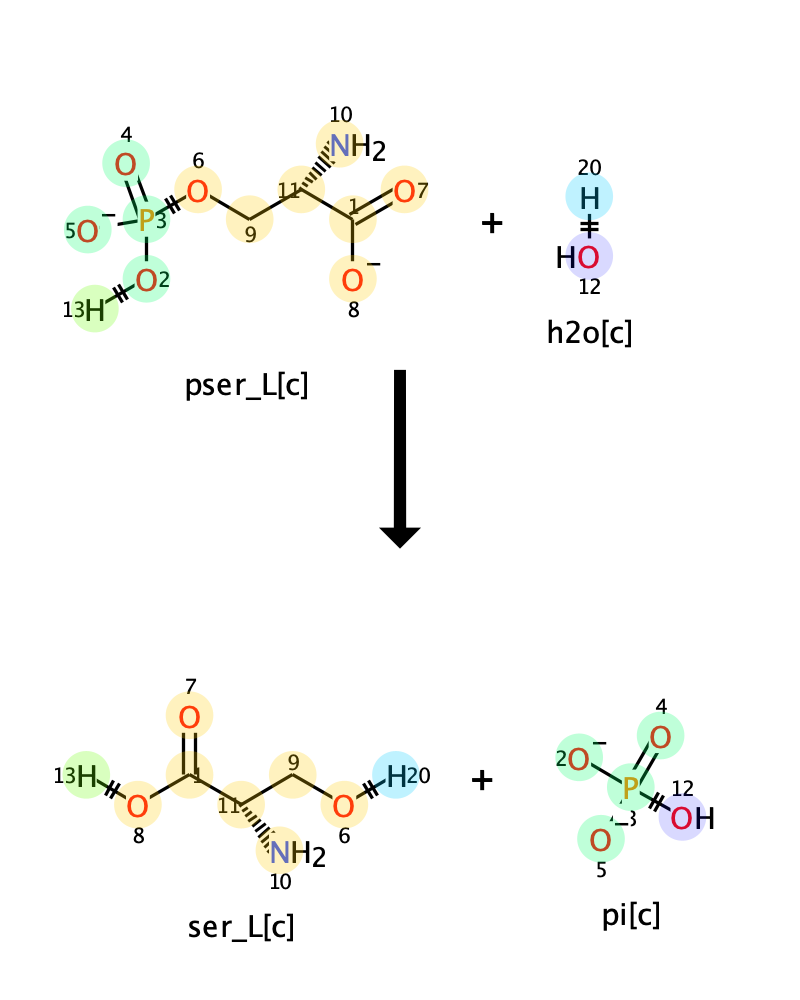 10
4
6
20
O
NH2
H
O
11
1
O7
5O−
P3
O
9
+
HO
O2
O−
12
13H
8
h2o[c]
pser_L[c]
7
O
4
O
13H
1
9
H20
2O−
P
12
O
11
O
+
3
OH
8
6
O−
NH2
5
10
ser_L[c]
pi[c]